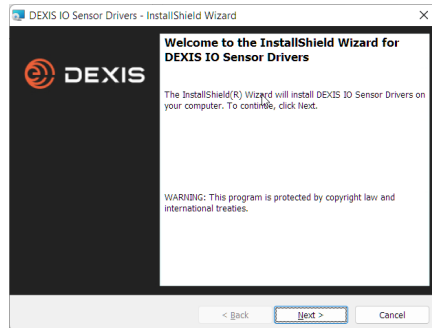 DEXIS IO Sensor Drivers - InstallShield Wizard
DEXIS
Welcome to the InstallShield Wizard for
DEXIS IO Sensor Drivers
The InstallShield(R) Wizard will install DEXIS IO Sensor Drivers on
your computer. To continue, click Next.
WARNING: This program is protected by copyright law and
international treaties.
< Back
Next >
Cancel